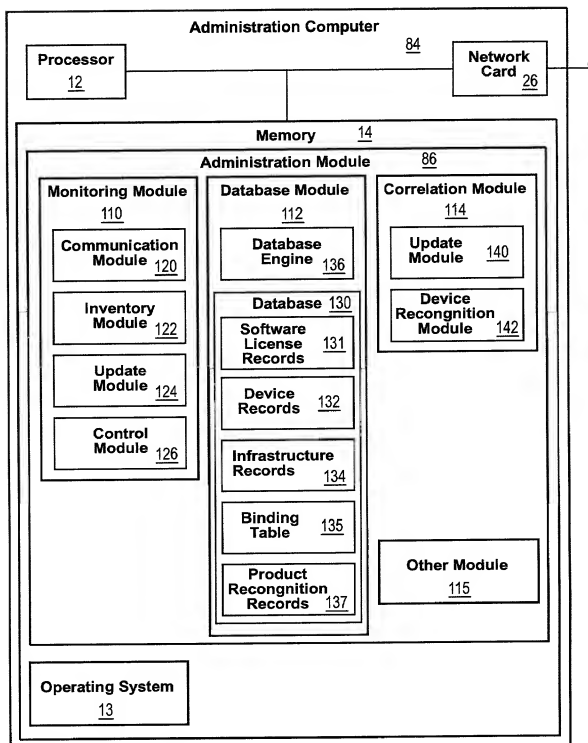 Administration Computer
84
Processor
12
Network
Card
26
Memory 14
Administration Module 86
Monitoring Module
110
Communication
Module 120
Inventory
Module 122
Update
Module 124
Control
Module 126
Database Module
112
Database
Engine 136
Database 130
Software
License
Records 131
Device
Records 132
Infrastructure
Records 134
Binding
Table 135
Product
Recongnition
Records 137
Correlation Module
114
Update
Module 140
Device
Recongnition
Module 142
Other Module
115
Operating System
13